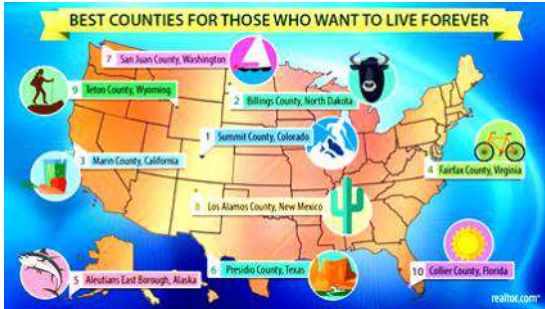 BEST COUNTIES FOR THOSE WHO WANT TO LIVE FOREVER
7 San Juan County, Washington
9 Teton County, Wyoming
2 Billings County, North Dakota
1 Summit County, Colorado
3 Marin County, California
4 Fairfax County, Virginia
8 Los Alamos County, New Mexico
5 Aleutians East Borough, Alaska
6 Presidio County, Texas
10 Collier County, Florida
realtor.com®